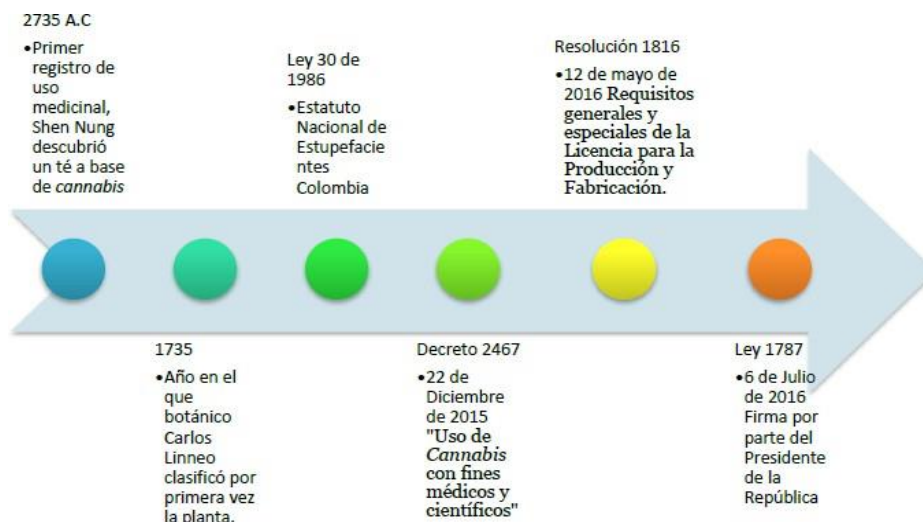 2735 A.C
•Primer
registro de
uso
medicinal,
Shen Nung
descubrió
un té a base
de cannabis
1735
•Año en el
que
botánico
Carlos
Linneo
clasificó por
primera vez
la planta.
Ley 30 de
1986
•Estatuto
Nacional de
Estupefacie
ntes
Colombia
Decreto 2467
•22 de
Diciembre
de 2015
"Uso de
Cannabis
con fines
médicos y
científicos"
Resolución 1816
•12 de mayo de
2016 Requisitos
generales y
especiales de la
Licencia para la
Producción y
Fabricación.
Ley 1787
•6 de Julio
de 2016
Firma por
parte del
Presidente
de la
República